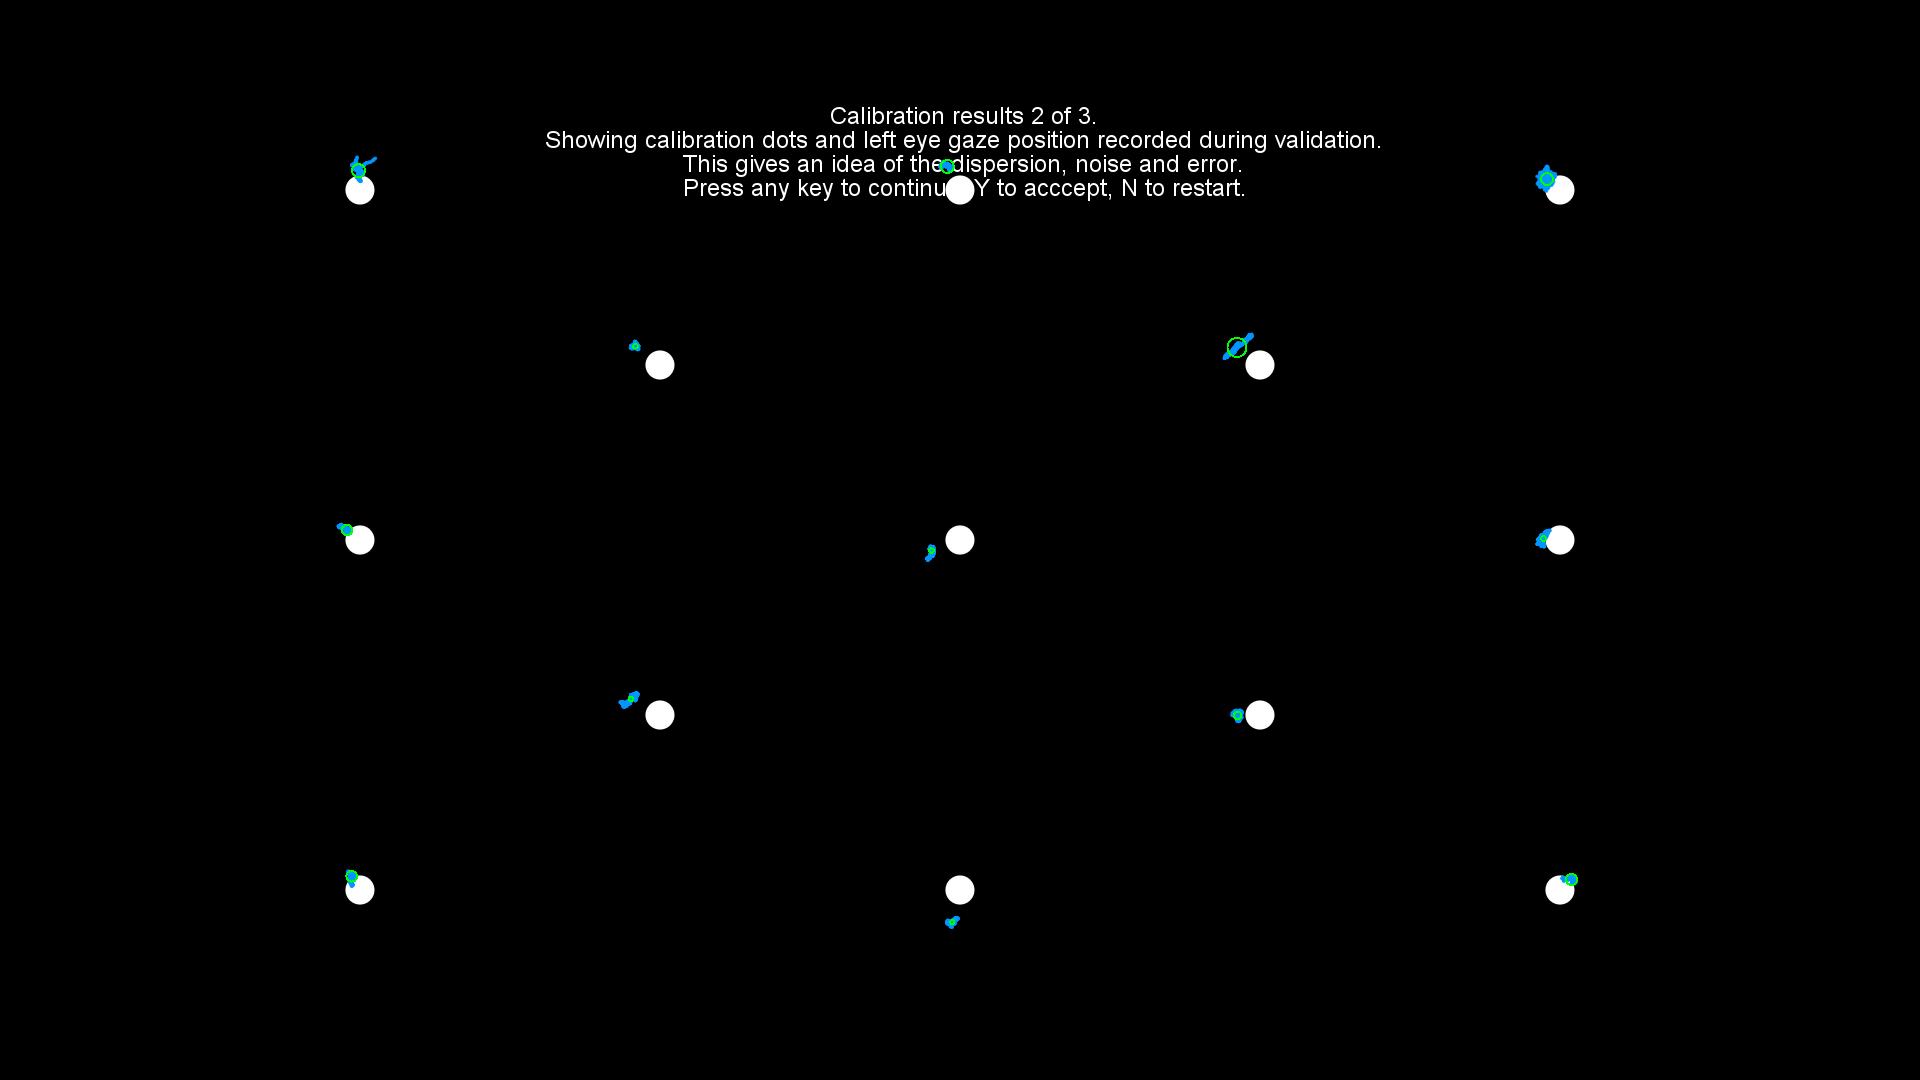 Calibration results 2 of 3.
Showing calibration dots and left eye gaze position recorded during validation.
This gives an idea of the dispersion, noise and error.
Press any key to continu Y to acccept, N to restart.